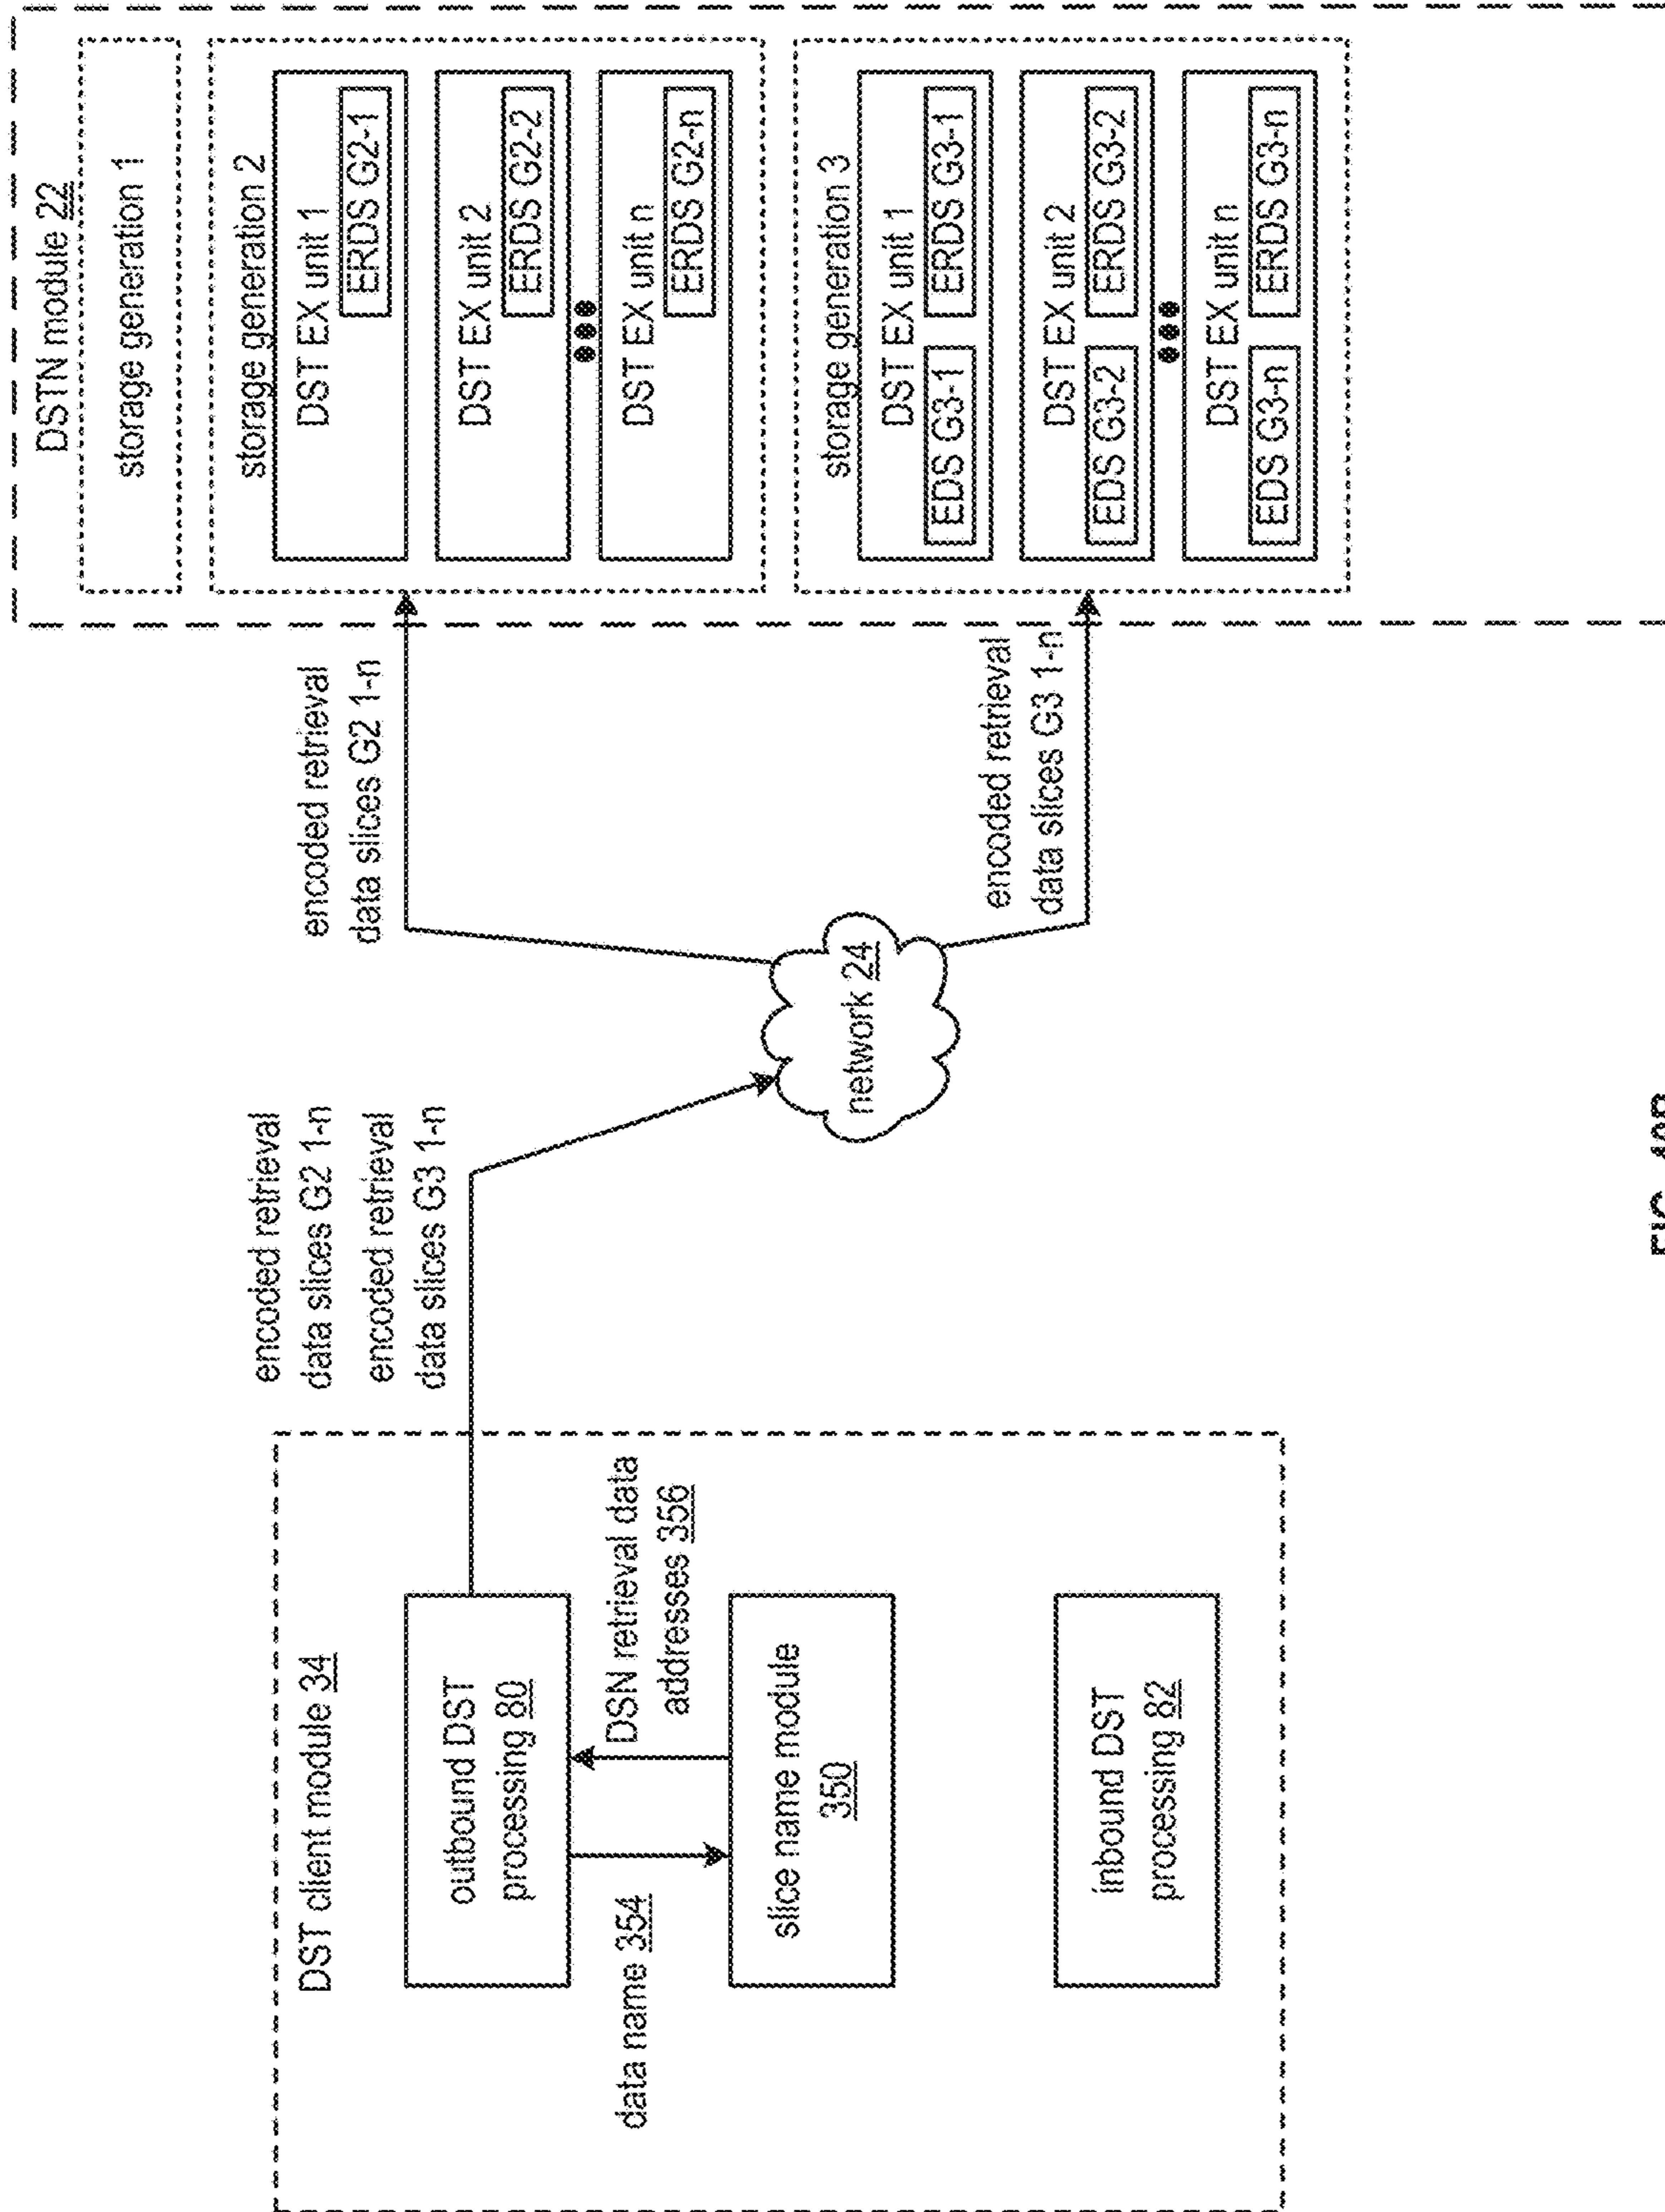 DST client module 34
outbound DST
processing 80
data name 354
DSN retrieval data
addresses 356
slice name module
350
inbound DST
processing 82
encoded retrieval
data slices G2 1-n
encoded retrieval
data slices G3 1-n
network 24
encoded retrieval
data slices G2 1-n
encoded retrieval
data slices G3 1-n
DSTN module 22
storage generation 1
storage generation 2
DST EX unit 1
ERDS G2-1
DST EX unit 2
ERDS G2-2
DST EX unit n
ERDS G2-n
storage generation 3
DST EX unit 1
EDS G3-1 ERDS G3-1
DST EX unit 2
EDS G3-2 ERDS G3-2
DST EX unit n
EDS G3-n ERDS G3-n